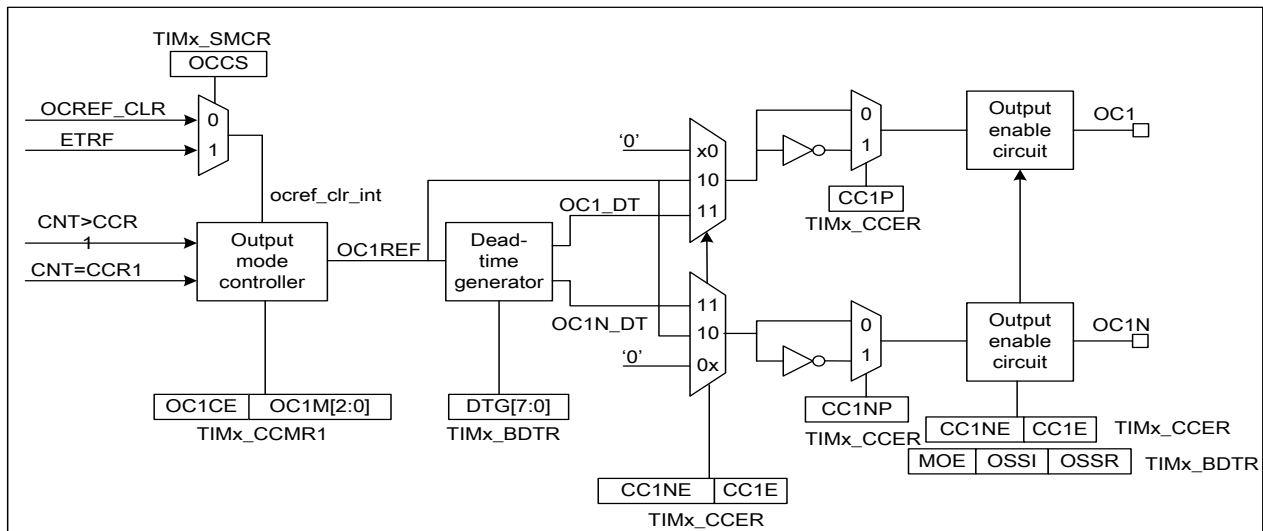 TIMx_SMCR
OCCS
OCREF_CLR
ETRF
0
1
ocref_clr_int
CNT>CCR
1
CNT=CCR1
Output
mode
controller
OC1REF
OC1CE
OC1M[2:0]
TIMx_CCMR1
Dead-
time
generator
DTG[7:0]
TIMx_BDTR
OC1_DT
OC1N_DT
‘0’
x0
10
11
11
10
0x
‘0’
CC1NE
CC1E
TIMx_CCER
0
1
CC1P
TIMx_CCER
0
1
CC1NP
TIMx_CCER
Output
enable
circuit
OC1
Output
enable
circuit
OC1N
CC1NE
CC1E
TIMx_CCER
MOE
OSSI
OSSR
TIMx_BDTR